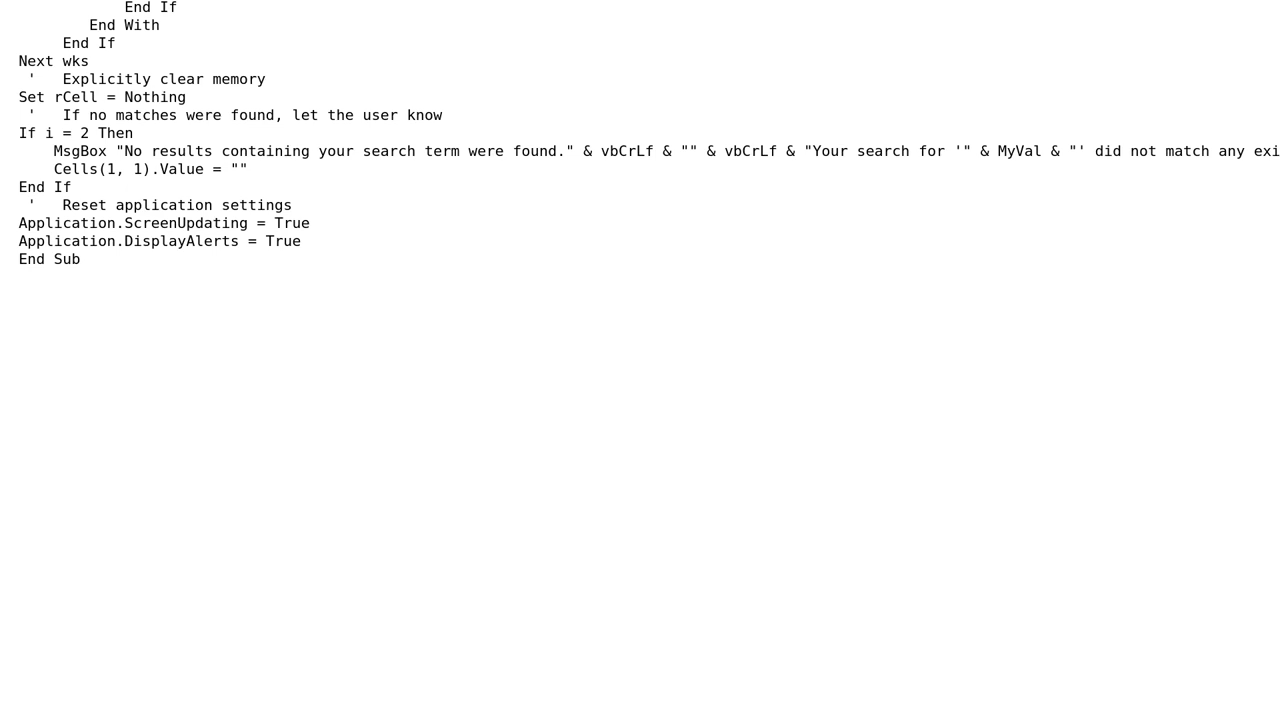 End If
        End With
     End If
Next wks
 '   Explicitly clear memory
Set rCell = Nothing
 '   If no matches were found, let the user know
If i = 2 Then
    MsgBox "No results containing your search term were found." & vbCrLf & "" & vbCrLf & "Your search for '" & MyVal & "' did not match any exi
    Cells(1, 1).Value = ""
End If
 '   Reset application settings
Application.ScreenUpdating = True
Application.DisplayAlerts = True
End Sub